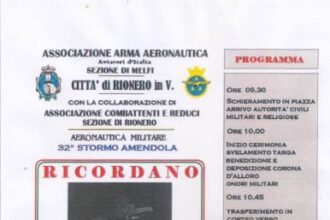 ASSOCIAZIONE ARMA AERONAUTICA
Aviatori d'Italia
SEZIONE DI MELFI
CITTA' di RIONERO in V.
CON LA COLLABORAZIONE DI
ASSOCIAZIONE COMBATTENTI E REDUCI
SEZIONE DI RIONERO
AERONAUTICA MILITARE
32° STORMO AMENDOLA
RICORDANO
PROGRAMMA
ORE 09,30
SCHIERAMENTO IN PIAZZA
ARRIVO AUTORITA' CIVILI
MILITARI E RELIGIOSE
ORE 10.00
INIZIO CERIMONIA
SVELAMENTO TARGA
BENEDIZIONE E
DEPOSIZIONE CORONA
D'ALLORO
ONORI MILITARI
ORE 10,45
TRASFERIMENTO IN
CORTEO VERSO